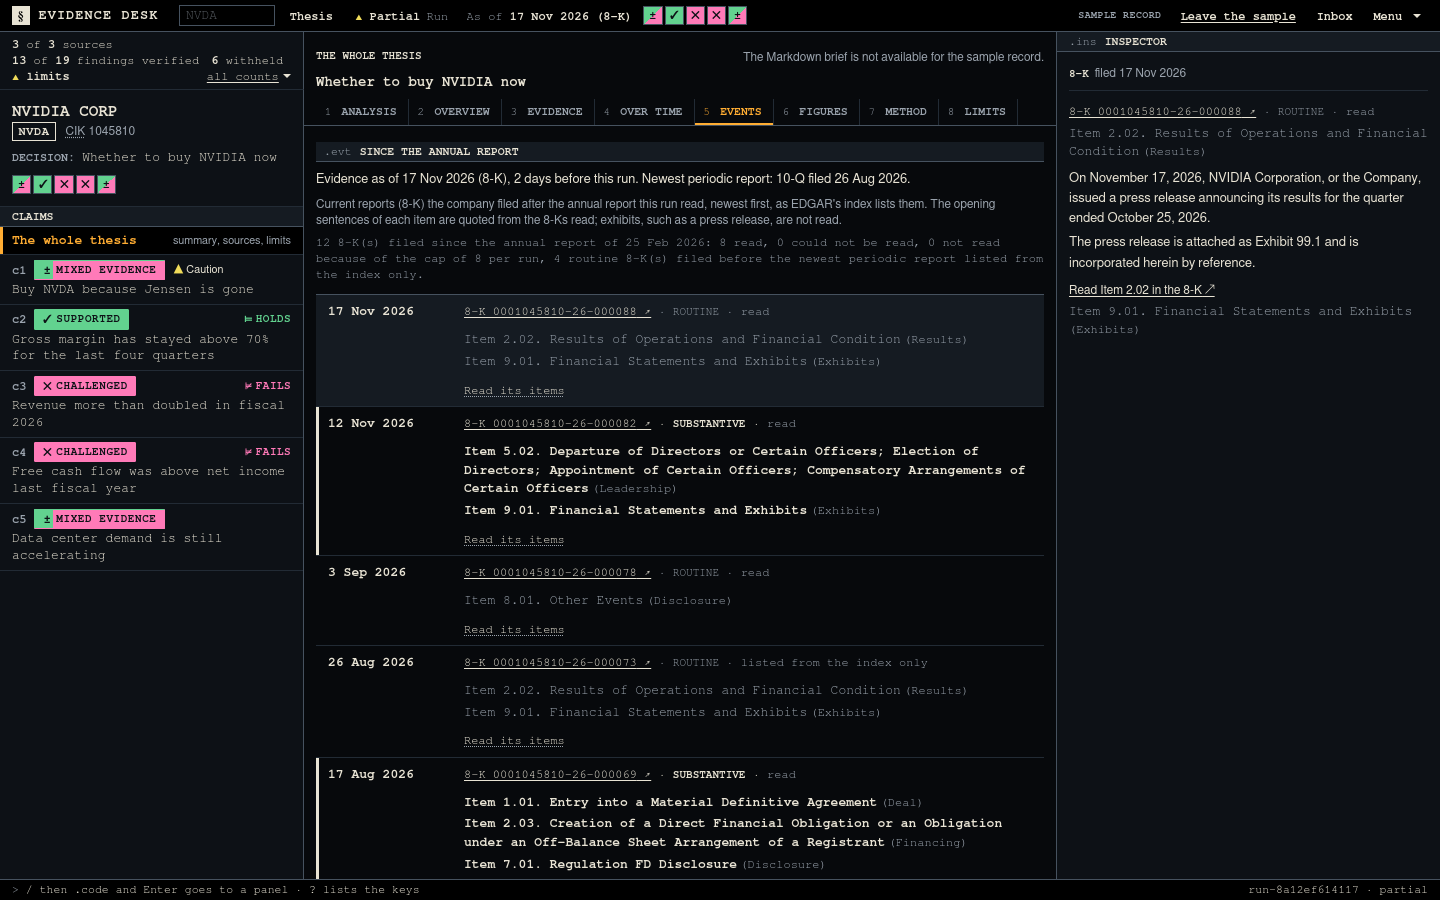 § EVIDENCE DESK NVDA Thesis ▲ Partial Run As of 17 Nov 2026 (8-K) ± ✓ ✕ ✕ ± SAMPLE RECORD Leave the sample Inbox Menu
3 of 3 sources
13 of 19 findings verified 6 withheld
▲ limits all counts
NVIDIA CORP
NVDA CIK 1045810
DECISION: Whether to buy NVIDIA now
± ✓ ✕ ✕ ±
CLAIMS
The whole thesis summary, sources, limits
c1 ± MIXED EVIDENCE ▲ Caution
Buy NVDA because Jensen is gone
c2 ✓ SUPPORTED ⊨ HOLDS
Gross margin has stayed above 70%
for the last four quarters
c3 ✕ CHALLENGED ⊭ FAILS
Revenue more than doubled in fiscal
2026
c4 ✕ CHALLENGED ⊭ FAILS
Free cash flow was above net income
last fiscal year
c5 ± MIXED EVIDENCE
Data center demand is still
accelerating
THE WHOLE THESIS The Markdown brief is not available for the sample record.
Whether to buy NVIDIA now
1 ANALYSIS 2 OVERVIEW 3 EVIDENCE 4 OVER TIME 5 EVENTS 6 FIGURES 7 METHOD 8 LIMITS
.evt SINCE THE ANNUAL REPORT
Evidence as of 17 Nov 2026 (8-K), 2 days before this run. Newest periodic report: 10-Q filed 26 Aug 2026.
Current reports (8-K) the company filed after the annual report this run read, newest first, as EDGAR's index lists them. The opening
sentences of each item are quoted from the 8-Ks read; exhibits, such as a press release, are not read.
12 8-K(s) filed since the annual report of 25 Feb 2026: 8 read, 0 could not be read, 0 not read
because of the cap of 8 per run, 4 routine 8-K(s) filed before the newest periodic report listed from
the index only.
17 Nov 2026 8-K 0001045810-26-000088 ↗ · ROUTINE · read
Item 2.02. Results of Operations and Financial Condition (Results)
Item 9.01. Financial Statements and Exhibits (Exhibits)
Read its items
12 Nov 2026 8-K 0001045810-26-000082 ↗ · SUBSTANTIVE · read
Item 5.02. Departure of Directors or Certain Officers; Election of
Directors; Appointment of Certain Officers; Compensatory Arrangements of
Certain Officers (Leadership)
Item 9.01. Financial Statements and Exhibits (Exhibits)
Read its items
3 Sep 2026 8-K 0001045810-26-000078 ↗ · ROUTINE · read
Item 8.01. Other Events (Disclosure)
Read its items
26 Aug 2026 8-K 0001045810-26-000073 ↗ · ROUTINE · listed from the index only
Item 2.02. Results of Operations and Financial Condition (Results)
Item 9.01. Financial Statements and Exhibits (Exhibits)
Read its items
17 Aug 2026 8-K 0001045810-26-000069 ↗ · SUBSTANTIVE · read
Item 1.01. Entry into a Material Definitive Agreement (Deal)
Item 2.03. Creation of a Direct Financial Obligation or an Obligation
under an Off-Balance Sheet Arrangement of a Registrant (Financing)
Item 7.01. Regulation FD Disclosure (Disclosure)
.ins INSPECTOR
8-K filed 17 Nov 2026
8-K 0001045810-26-000088 ↗ · ROUTINE · read
Item 2.02. Results of Operations and Financial
Condition (Results)
On November 17, 2026, NVIDIA Corporation, or the Company,
issued a press release announcing its results for the quarter
ended October 25, 2026.
The press release is attached as Exhibit 99.1 and is
incorporated herein by reference.
Read Item 2.02 in the 8-K ↗
Item 9.01. Financial Statements and Exhibits
(Exhibits)
> / then .code and Enter goes to a panel · ? lists the keys run-8a12ef614117 · partial